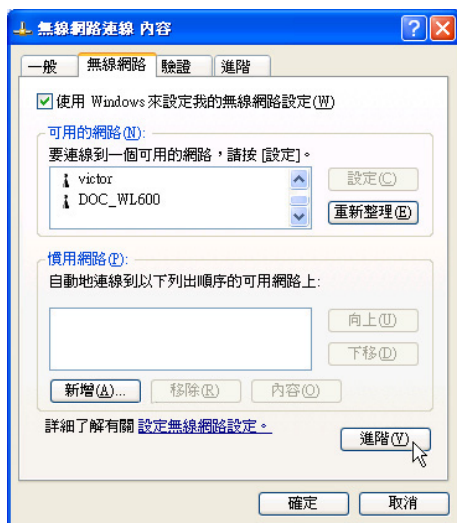 無線網路連線 內容
一般 無線網路 驗證 進階
使用 Windows 來設定我的無線網路設定(W)
可用的網路(N):
要連線到一個可用的網路，請按 [設定]。
victor
DOC_WL600
設定(C)
重新整理(E)
慣用網路(P):
自動地連線到以下列出順序的可用網路上:
向上(U)
下移(D)
新增(A)... 移除(R) 內容(O)
詳細了解有關 設定無線網路設定。
進階(V)
確定 取消